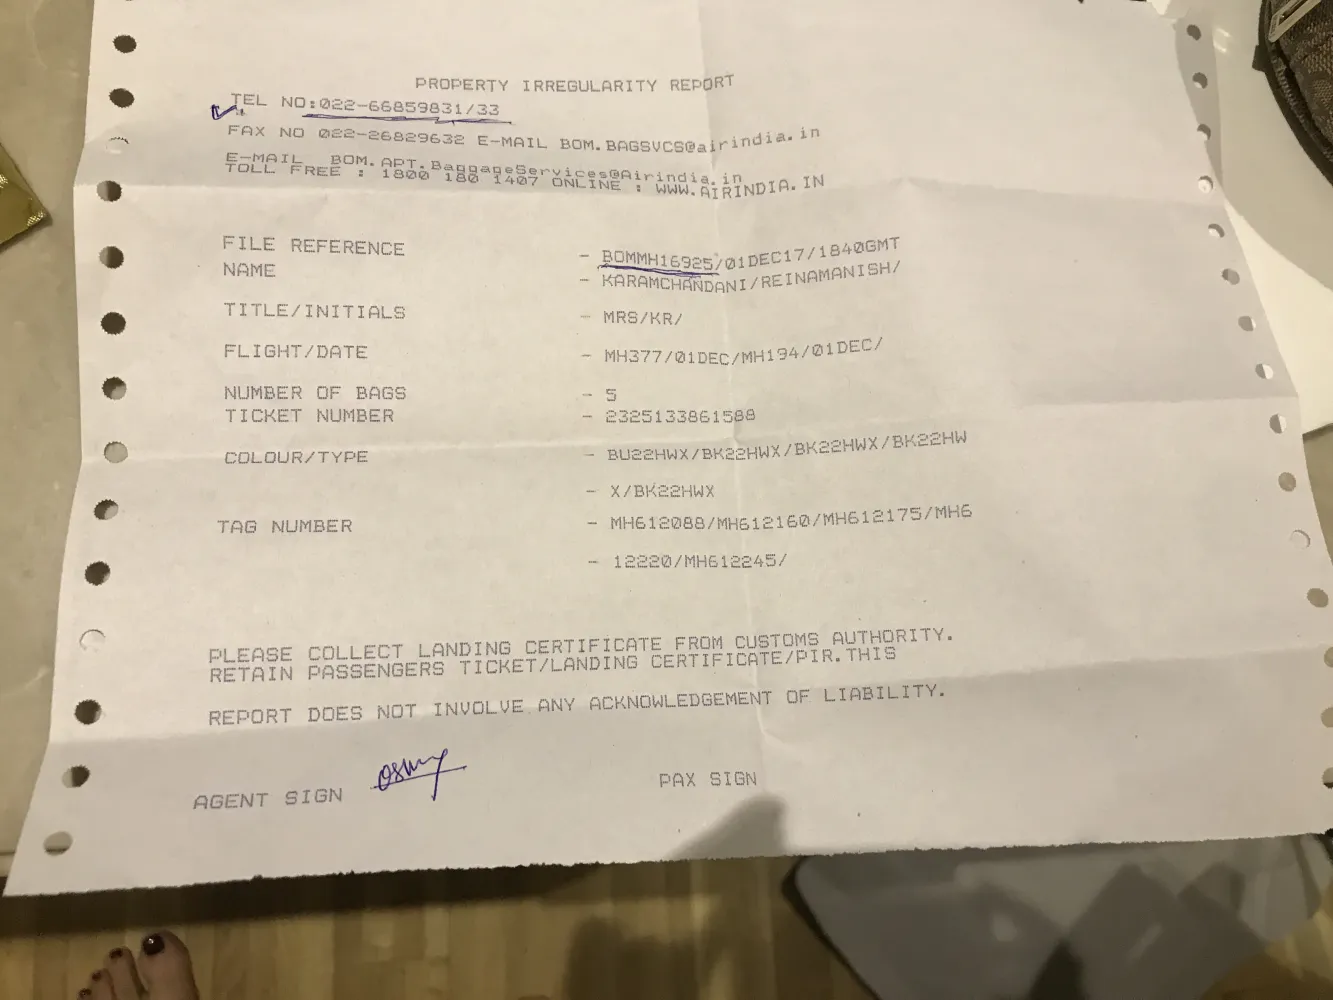 PROPERTY IRREGULARITY REPORT
TEL NO:022-66859831/33
FAX NO 022-26829632 E-MAIL BOM.BAGSVCS@airindia.in
E-MAIL BOM.APT.BaggageServices@Airindia.in
TOLL FREE : 1800 180 1407 ONLINE : WWW.AIRINDIA.IN
FILE REFERENCE - BOMMH16925/01DEC17/1840GMT
NAME - KARAMCHANDANI/REINAMANISH/
TITLE/INITIALS - MRS/KR/
FLIGHT/DATE - MH377/01DEC/MH194/01DEC/
NUMBER OF BAGS - 5
TICKET NUMBER - 2325133861588
COLOUR/TYPE - BU22HWX/BK22HWX/BK22HWX/BK22HW
- X/BK22HWX
TAG NUMBER - MH612088/MH612160/MH612175/MH6
- 12220/MH612245/
PLEASE COLLECT LANDING CERTIFICATE FROM CUSTOMS AUTHORITY.
RETAIN PASSENGERS TICKET/LANDING CERTIFICATE/PIR.THIS
REPORT DOES NOT INVOLVE ANY ACKNOWLEDGEMENT OF LIABILITY.
AGENT SIGN PAX SIGN